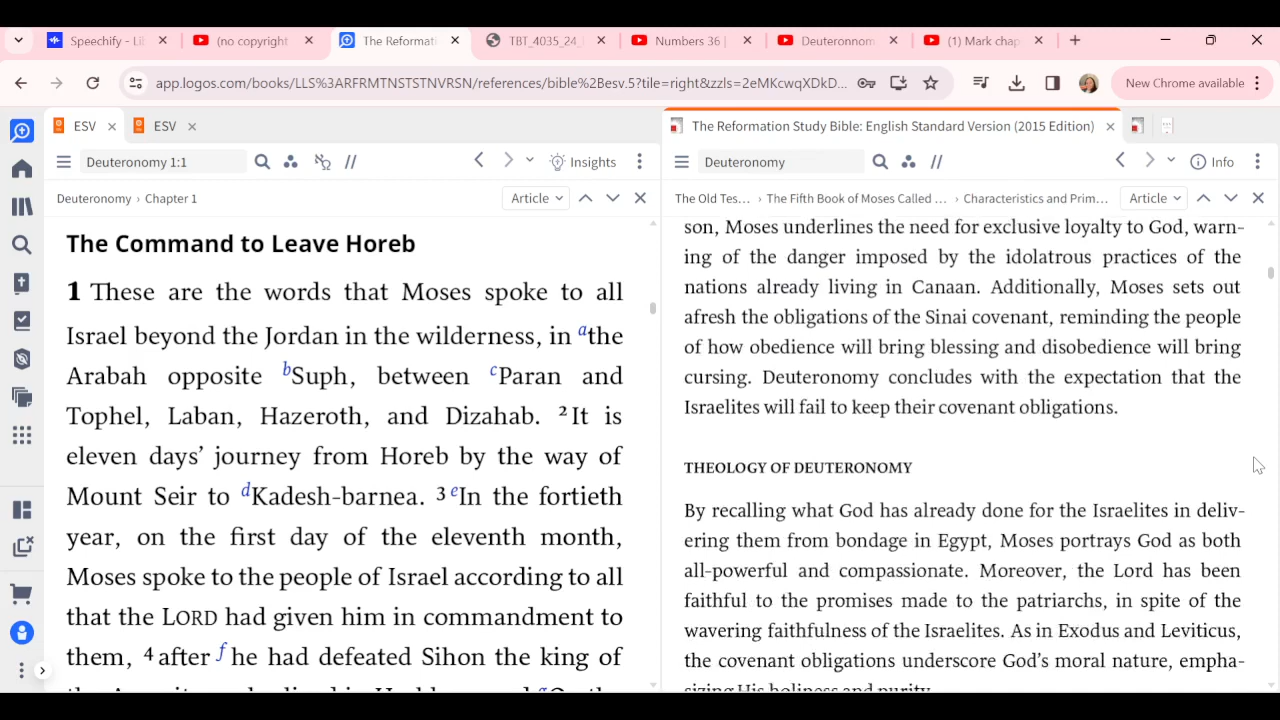 Speechify - Li
(no copyright
The Reformati
TBT_4035_24_
Numbers 36 |
Deuteronnom
(1) Mark chap
app.logos.com/books/LLS%3ARFRMTNSTSTNVRSN/references/bible%2Besv.5?tile=right&zzls=2eMKcwqXDkD...
New Chrome available
ESV
ESV
Deuteronomy 1:1
Insights
Deuteronomy › Chapter 1
Article
The Command to Leave Horeb
1 These are the words that Moses spoke to all
Israel beyond the Jordan in the wilderness, in athe
Arabah opposite bSuph, between cParan and
Tophel, Laban, Hazeroth, and Dizahab. 2 It is
eleven days’ journey from Horeb by the way of
Mount Seir to dKadesh-barnea. 3 eIn the fortieth
year, on the first day of the eleventh month,
Moses spoke to the people of Israel according to all
that the LORD had given him in commandment to
them, 4 after f he had defeated Sihon the king of
The Reformation Study Bible: English Standard Version (2015 Edition)
Deuteronomy
Info
The Old Tes... › The Fifth Book of Moses Called ... › Characteristics and Prim...
Article
son, Moses underlines the need for exclusive loyalty to God, warn-
ing of the danger imposed by the idolatrous practices of the
nations already living in Canaan. Additionally, Moses sets out
afresh the obligations of the Sinai covenant, reminding the people
of how obedience will bring blessing and disobedience will bring
cursing. Deuteronomy concludes with the expectation that the
Israelites will fail to keep their covenant obligations.
THEOLOGY OF DEUTERONOMY
By recalling what God has already done for the Israelites in deliv-
ering them from bondage in Egypt, Moses portrays God as both
all-powerful and compassionate. Moreover, the Lord has been
faithful to the promises made to the patriarchs, in spite of the
wavering faithfulness of the Israelites. As in Exodus and Leviticus,
the covenant obligations underscore God’s moral nature, empha-
sizing His holiness and purity.